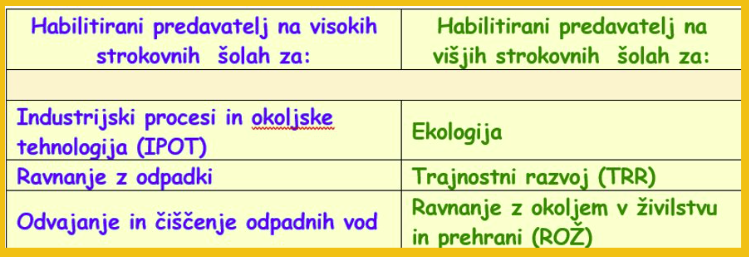 Habilitirani predavatelj na visokih
strokovnih šolah za:
Habilitirani predavatelj na
višjih strokovnih šolah za:
Industrijski procesi in okoljske
tehnologija (IPOT)
Ekologija
Ravnanje z odpadki
Trajnostni razvoj (TRR)
Odvajanje in čiščenje odpadnih vod
Ravnanje z okoljem v živilstvu
in prehrani (ROŽ)